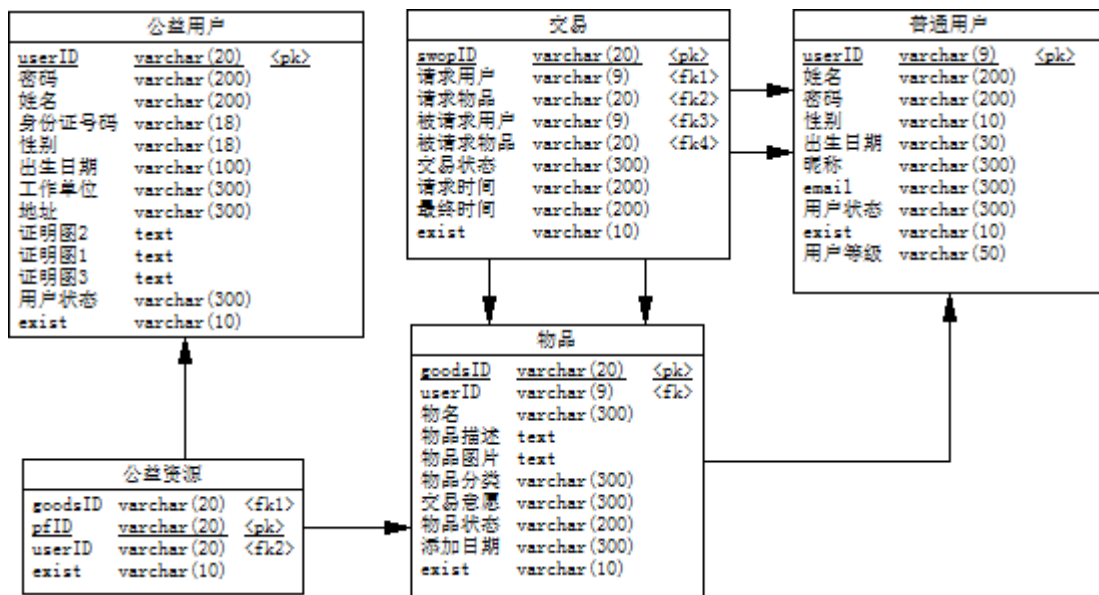 公益用户
userID varchar(20) <pk>
密码 varchar(200)
姓名 varchar(200)
身份证号码 varchar(18)
性别 varchar(18)
出生日期 varchar(100)
工作单位 varchar(300)
地址 varchar(300)
证明图2 text
证明图1 text
证明图3 text
用户状态 varchar(300)
exist varchar(10)
交易
swopID varchar(20) <pk>
请求用户 varchar(9) <fk1>
请求物品 varchar(20) <fk2>
被请求用户 varchar(9) <fk3>
被请求物品 varchar(20) <fk4>
交易状态 varchar(300)
请求时间 varchar(200)
最终时间 varchar(200)
exist varchar(10)
普通用户
userID varchar(9) <pk>
姓名 varchar(200)
密码 varchar(200)
性别 varchar(10)
出生日期 varchar(30)
昵称 varchar(300)
email varchar(300)
用户状态 varchar(300)
exist varchar(10)
用户等级 varchar(50)
物品
goodsID varchar(20) <pk>
userID varchar(9) <fk>
物名 varchar(300)
物品描述 text
物品图片 text
物品分类 varchar(300)
交易意愿 varchar(300)
物品状态 varchar(200)
添加日期 varchar(300)
exist varchar(10)
公益资源
goodsID varchar(20) <fk1>
pfID varchar(20) <pk>
userID varchar(20) <fk2>
exist varchar(10)